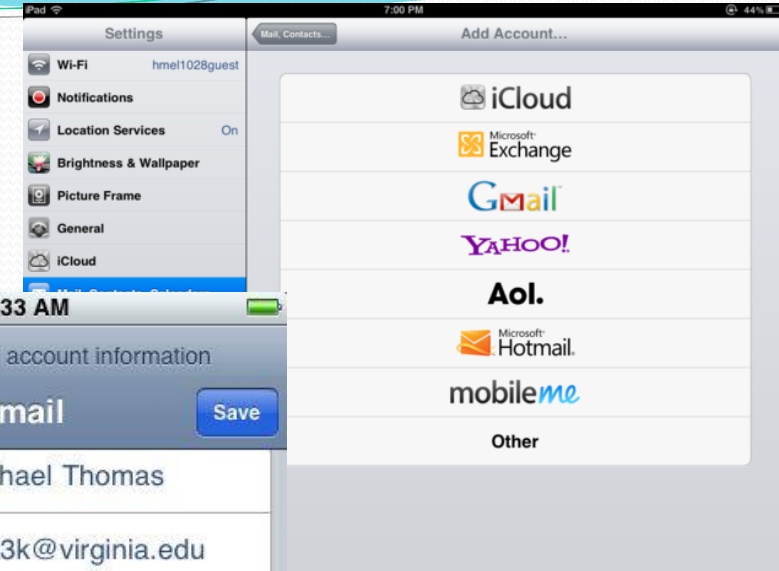 iPad 7:00 PM 44%
Settings
Mail, Contacts... Add Account...
Wi-Fi hmel1028guest
Notifications
Location Services On
Brightness & Wallpaper
Picture Frame
General
iCloud
iCloud
Microsoft
Exchange
Gmail
YAHOO!
Aol.
Microsoft
Hotmail
mobileme
Other
33 AM
account information
mail Save
hael Thomas
3k@virginia.edu